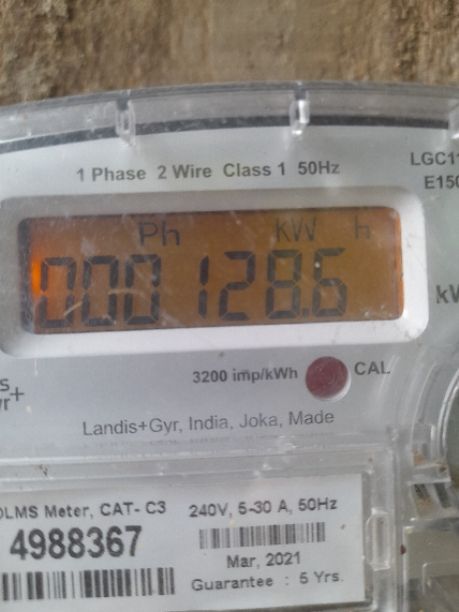 1 Phase 2 Wire Class 1 50Hz
LGC11
E150
Ph KW h
000128.6
kW
3200 imp/kWh CAL
s
yr+
Landis+Gyr, India, Joka, Made
DLMS Meter, CAT- C3
4988367
240V, 5-30 A, 50Hz
Mar, 2021
Guarantee : 5 Yrs.